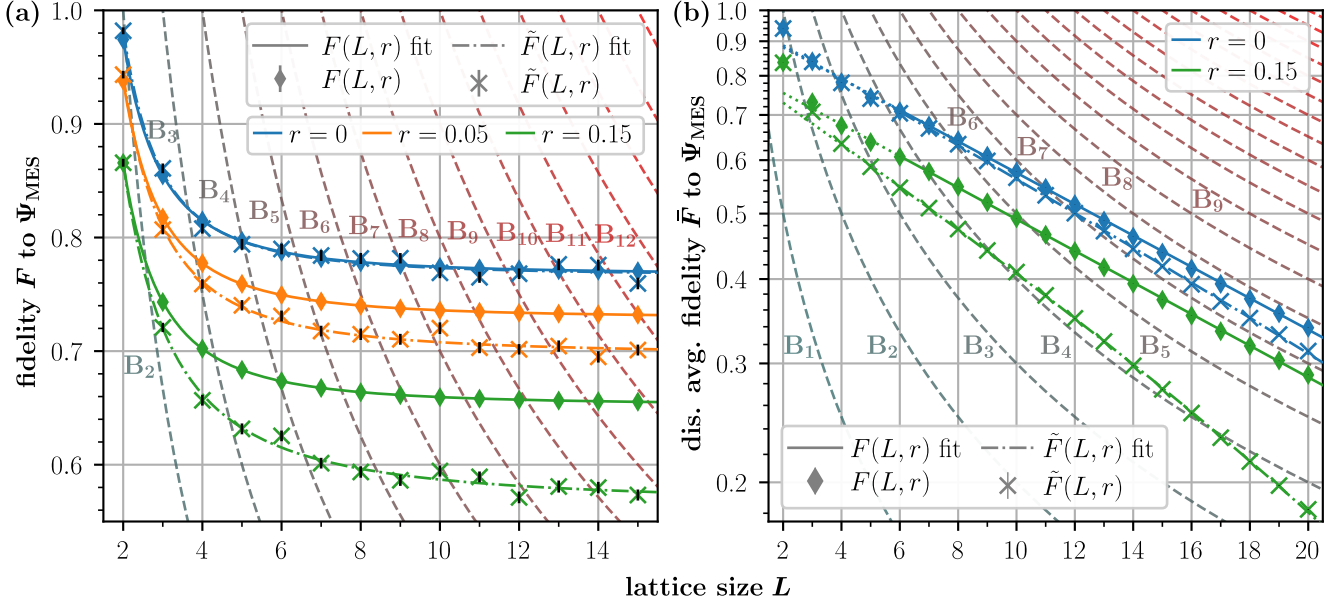 (a)
fidelity F to Ψ_MES
1.0
0.9
0.8
0.7
0.6
2 4 6 8 10 12 14
F(L, r) fit
F̃(L, r) fit
F(L, r)
F̃(L, r)
r = 0
r = 0.05
r = 0.15
B₂
B₃
B₄
B₅
B₆
B₇
B₈
B₉
B₁₀
B₁₁
B₁₂
(b)
dis. avg. fidelity F̄ to Ψ_MES
1.0
0.9
0.8
0.7
0.6
0.5
0.4
0.3
0.2
2 4 6 8 10 12 14 16 18 20
r = 0
r = 0.15
B₁
B₂
B₃
B₄
B₅
B₆
B₇
B₈
B₉
F(L, r) fit
F̃(L, r) fit
F(L, r)
F̃(L, r)
lattice size L